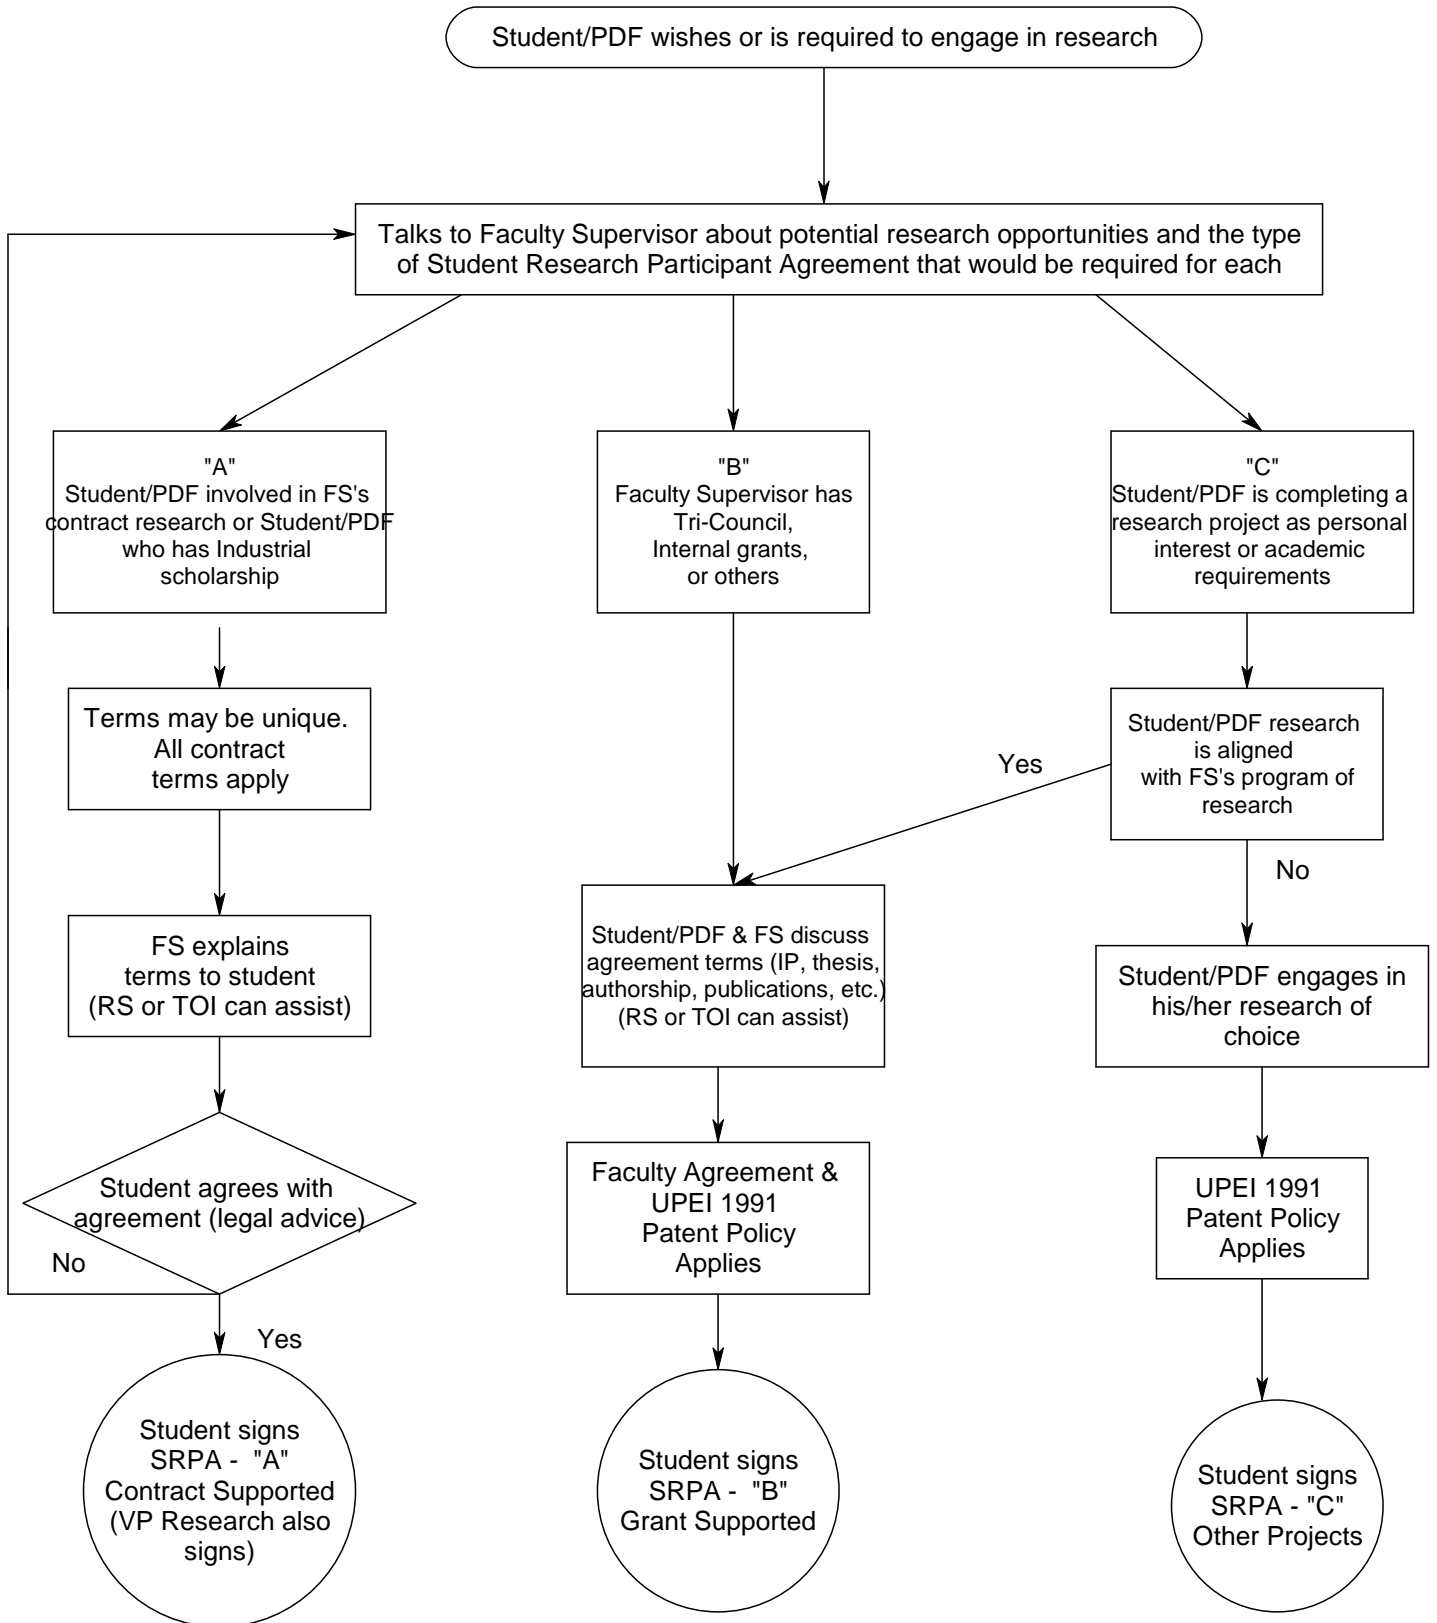 Student/PDF wishes or is required to engage in research
Talks to Faculty Supervisor about potential research opportunities and the type
of Student Research Participant Agreement that would be required for each
"A"
Student/PDF involved in FS's
contract research or Student/PDF
who has Industrial
scholarship
"B"
Faculty Supervisor has
Tri-Council,
Internal grants,
or others
"C"
Student/PDF is completing a
research project as personal
interest or academic
requirements
Terms may be unique.
All contract
terms apply
Student/PDF research
is aligned
with FS's program of
research
Yes
No
FS explains
terms to student
(RS or TOI can assist)
Student/PDF & FS discuss
agreement terms (IP, thesis,
authorship, publications, etc.)
(RS or TOI can assist)
Student/PDF engages in
his/her research of
choice
Student agrees with
agreement (legal advice)
No
Yes
Faculty Agreement &
UPEI 1991
Patent Policy
Applies
UPEI 1991
Patent Policy
Applies
Student signs
SRPA - "A"
Contract Supported
(VP Research also
signs)
Student signs
SRPA - "B"
Grant Supported
Student signs
SRPA - "C"
Other Projects